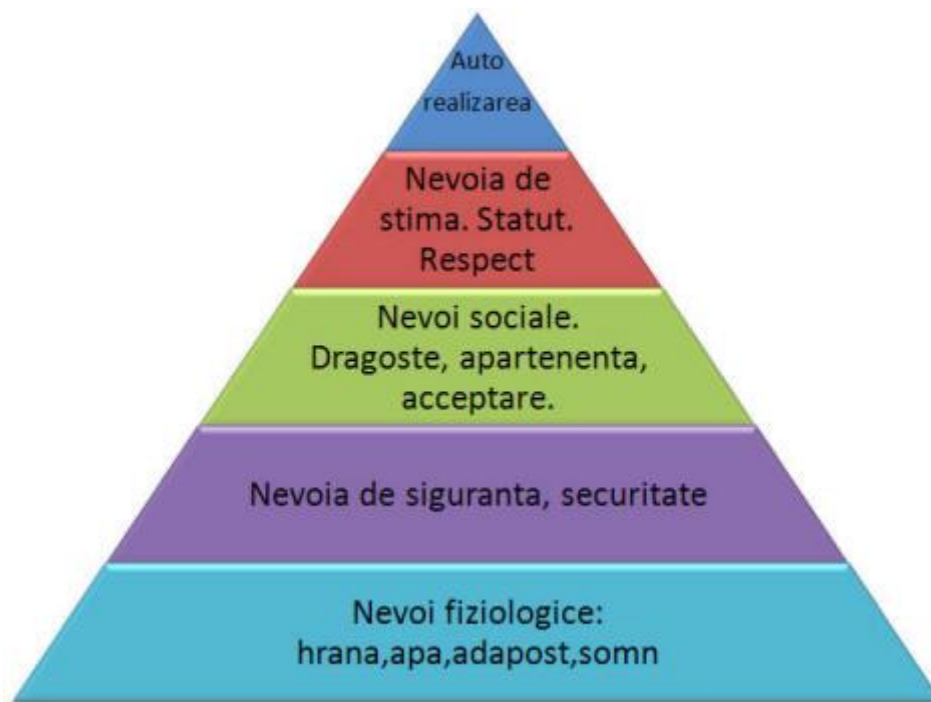 Auto
realizarea
Nevoia de
stima. Statut.
Respect
Nevoi sociale.
Dragoste, apartenenta,
acceptare.
Nevoia de siguranta, securitate
Nevoi fiziologice:
hrana,apa,adapost,somn